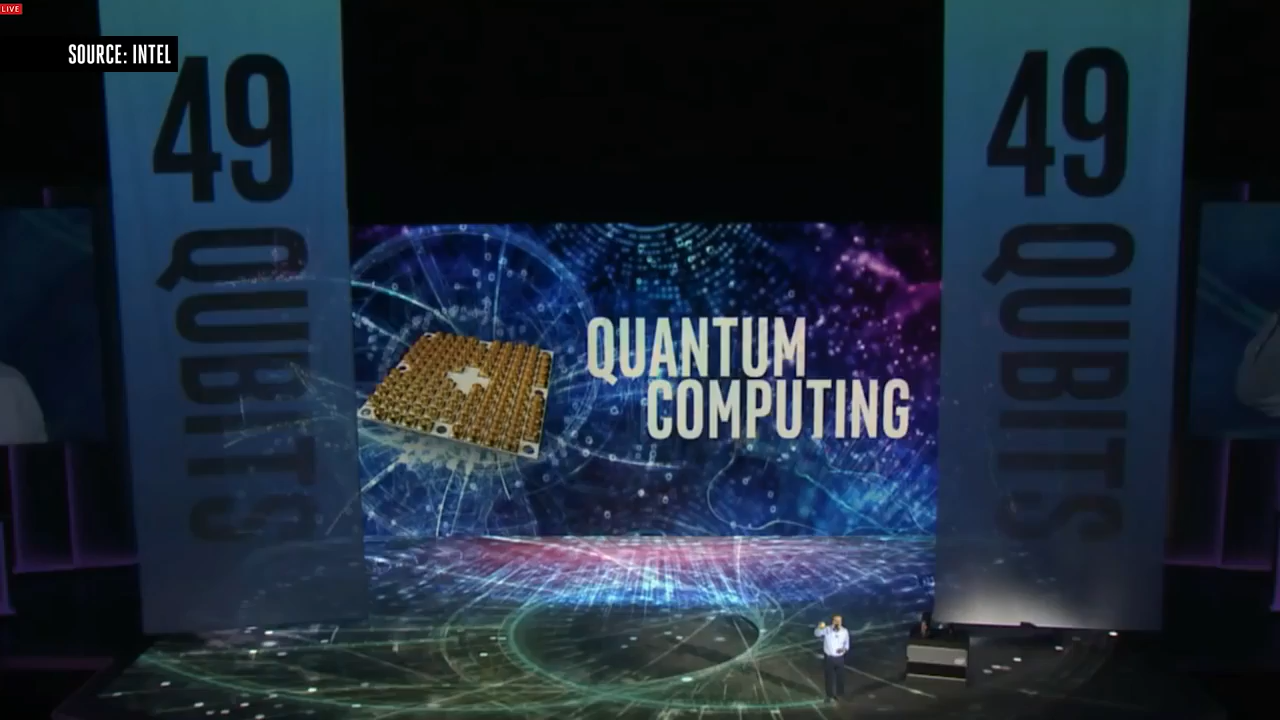 LIVE
SOURCE: INTEL
49
QUBITS
QUANTUM
COMPUTING
49
QUBITS